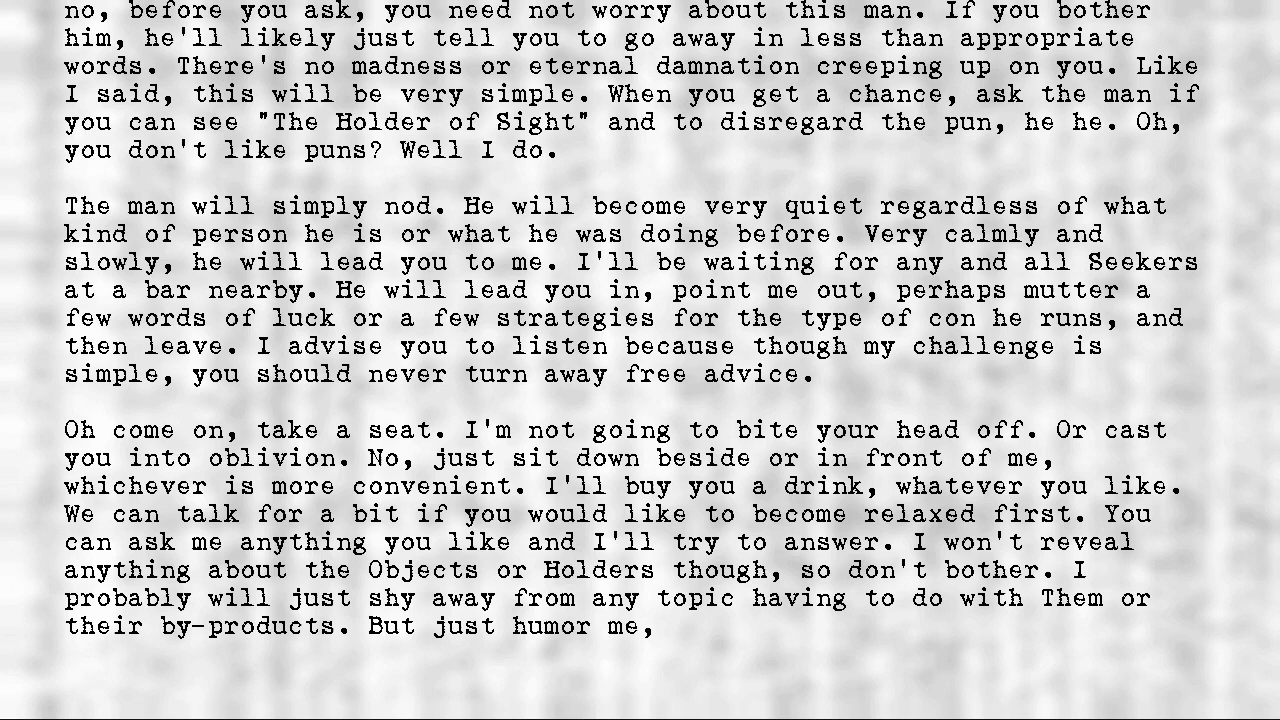 no, before you ask, you need not worry about this man. If you bother
him, he'll likely just tell you to go away in less than appropriate
words. There's no madness or eternal damnation creeping up on you. Like
I said, this will be very simple. When you get a chance, ask the man if
you can see "The Holder of Sight" and to disregard the pun, he he. Oh,
you don't like puns? Well I do.

The man will simply nod. He will become very quiet regardless of what
kind of person he is or what he was doing before. Very calmly and
slowly, he will lead you to me. I'll be waiting for any and all Seekers
at a bar nearby. He will lead you in, point me out, perhaps mutter a
few words of luck or a few strategies for the type of con he runs, and
then leave. I advise you to listen because though my challenge is
simple, you should never turn away free advice.

Oh come on, take a seat. I'm not going to bite your head off. Or cast
you into oblivion. No, just sit down beside or in front of me,
whichever is more convenient. I'll buy you a drink, whatever you like.
We can talk for a bit if you would like to become relaxed first. You
can ask me anything you like and I'll try to answer. I won't reveal
anything about the Objects or Holders though, so don't bother. I
probably will just shy away from any topic having to do with Them or
their by-products. But just humor me,